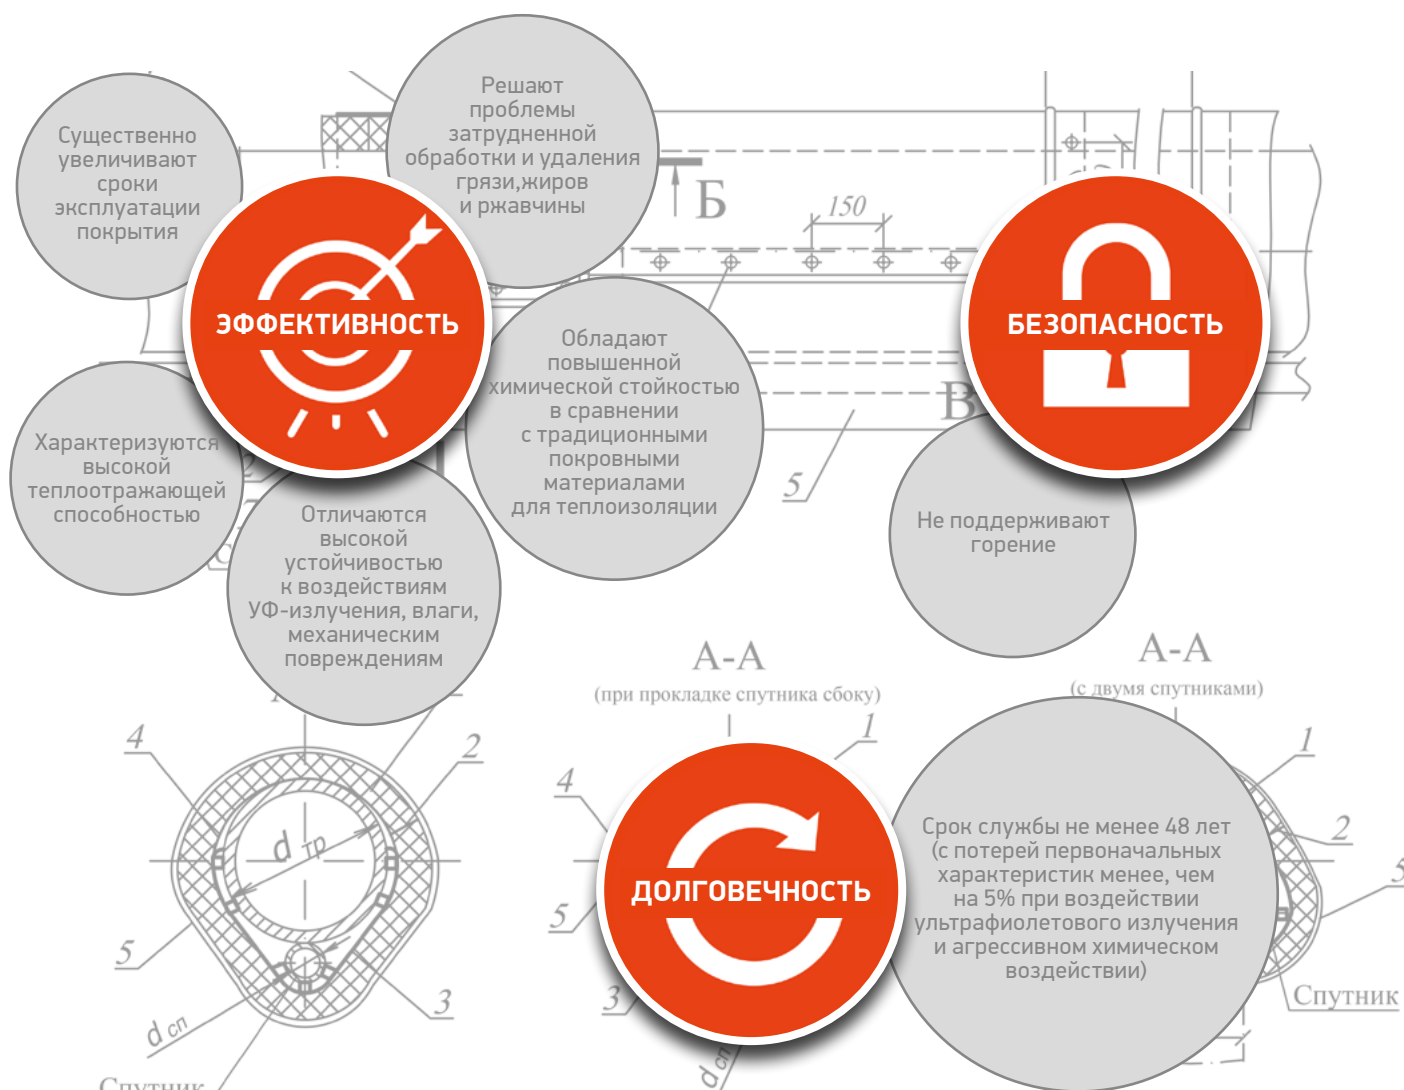 Существенно
увеличивают
сроки
эксплуатации
покрытия
Решают
проблемы
затрудненной
обработки и удаления
грязи,жиров
и ржавчины
ЭФФЕКТИВНОСТЬ
Обладают
повышенной
химической стойкостью
в сравнении
с традиционными
покровными
материалами
для теплоизоляции
Характеризуются
высокой
теплоотражающей
способностью
Отличаются
высокой
устойчивостью
к воздействиям
УФ-излучения, влаги,
механическим
повреждениям
Б
150
БЕЗОПАСНОСТЬ
В
5
2
Не поддерживают
горение
А-А
(при прокладке спутника сбоку)
А-А
(с двумя спутниками)
4
2
d тр
5
3
d сп
Спутник
1
4
5
3
d сп
ДОЛГОВЕЧНОСТЬ
Срок службы не менее 48 лет
(с потерей первоначальных
характеристик менее, чем
на 5% при воздействии
ультрафиолетового излучения
и агрессивном химическом
воздействии)
1
2
5
Спутник